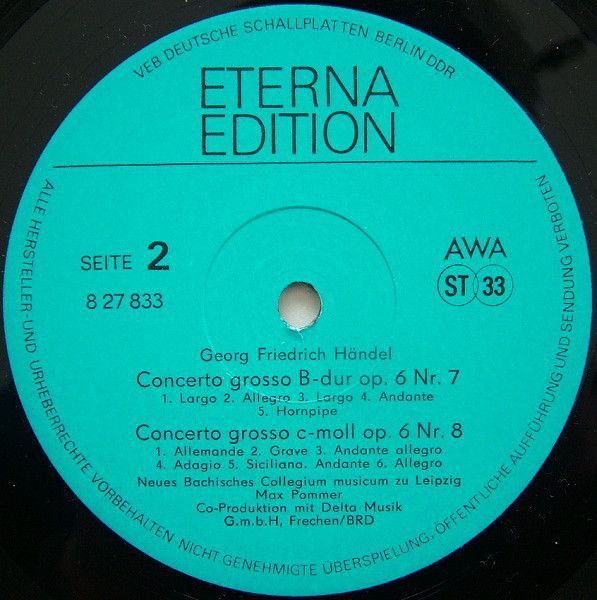 VEB DEUTSCHE SCHALLPLATTEN BERLIN DDR
ETERNA
EDITION
SEITE 2
8 27 833
AWA
ST 33
Georg Friedrich Händel
Concerto grosso B-dur op. 6 Nr. 7
1. Largo 2. Allegro 3. Largo 4. Andante
5. Hornpipe
Concerto grosso c-moll op. 6 Nr. 8
1. Allemande 2. Grave 3. Andante allegro
4. Adagio 5. Siciliana. Andante 6. Allegro
Neues Bachisches Collegium musicum zu Leipzig
Max Pommer
Co-Produktion mit Delta Musik
G.m.b.H, Frechen/BRD
ALLE HERSTELLER- UND URHEBERRECHTE VORBEHALTEN NICHT GENEHMIGTE ÜBERSPIELUNG, ÖFFENTLICHE AUFFÜHRUNG UND SENDUNG VERBOTEN